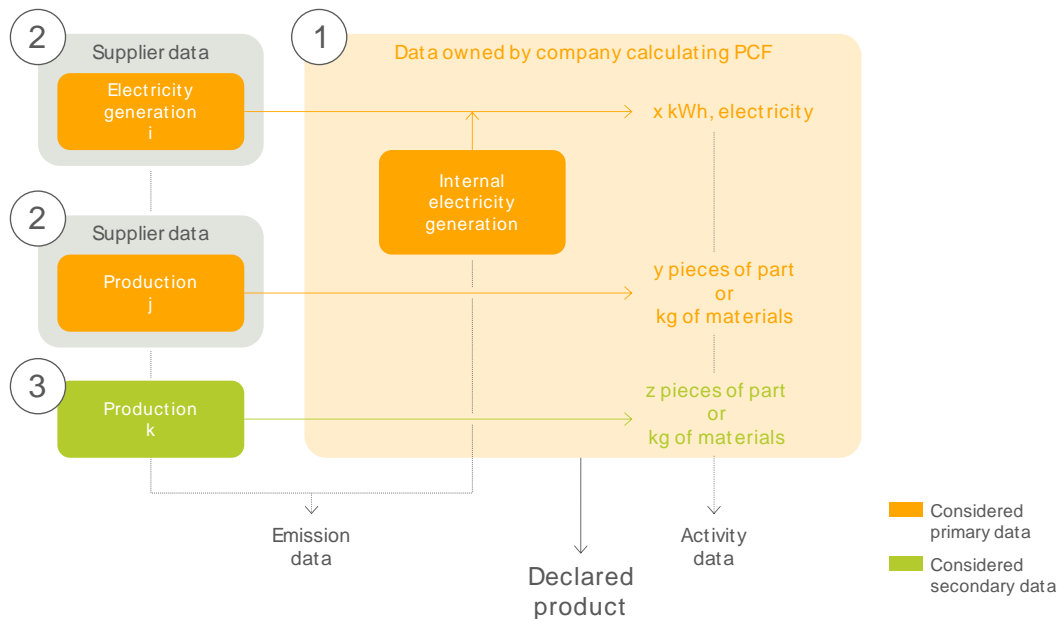 2
Supplier data
Electricity
generation
i
1
Data owned by company calculating PCF
x kWh, electricity
Internal
electricity
generation
2
Supplier data
Production
j
y pieces of part
or
kg of materials
3
Production
k
z pieces of part
or
kg of materials
Emission
data
Declared
product
Activity
data
Considered
primary data
Considered
secondary data